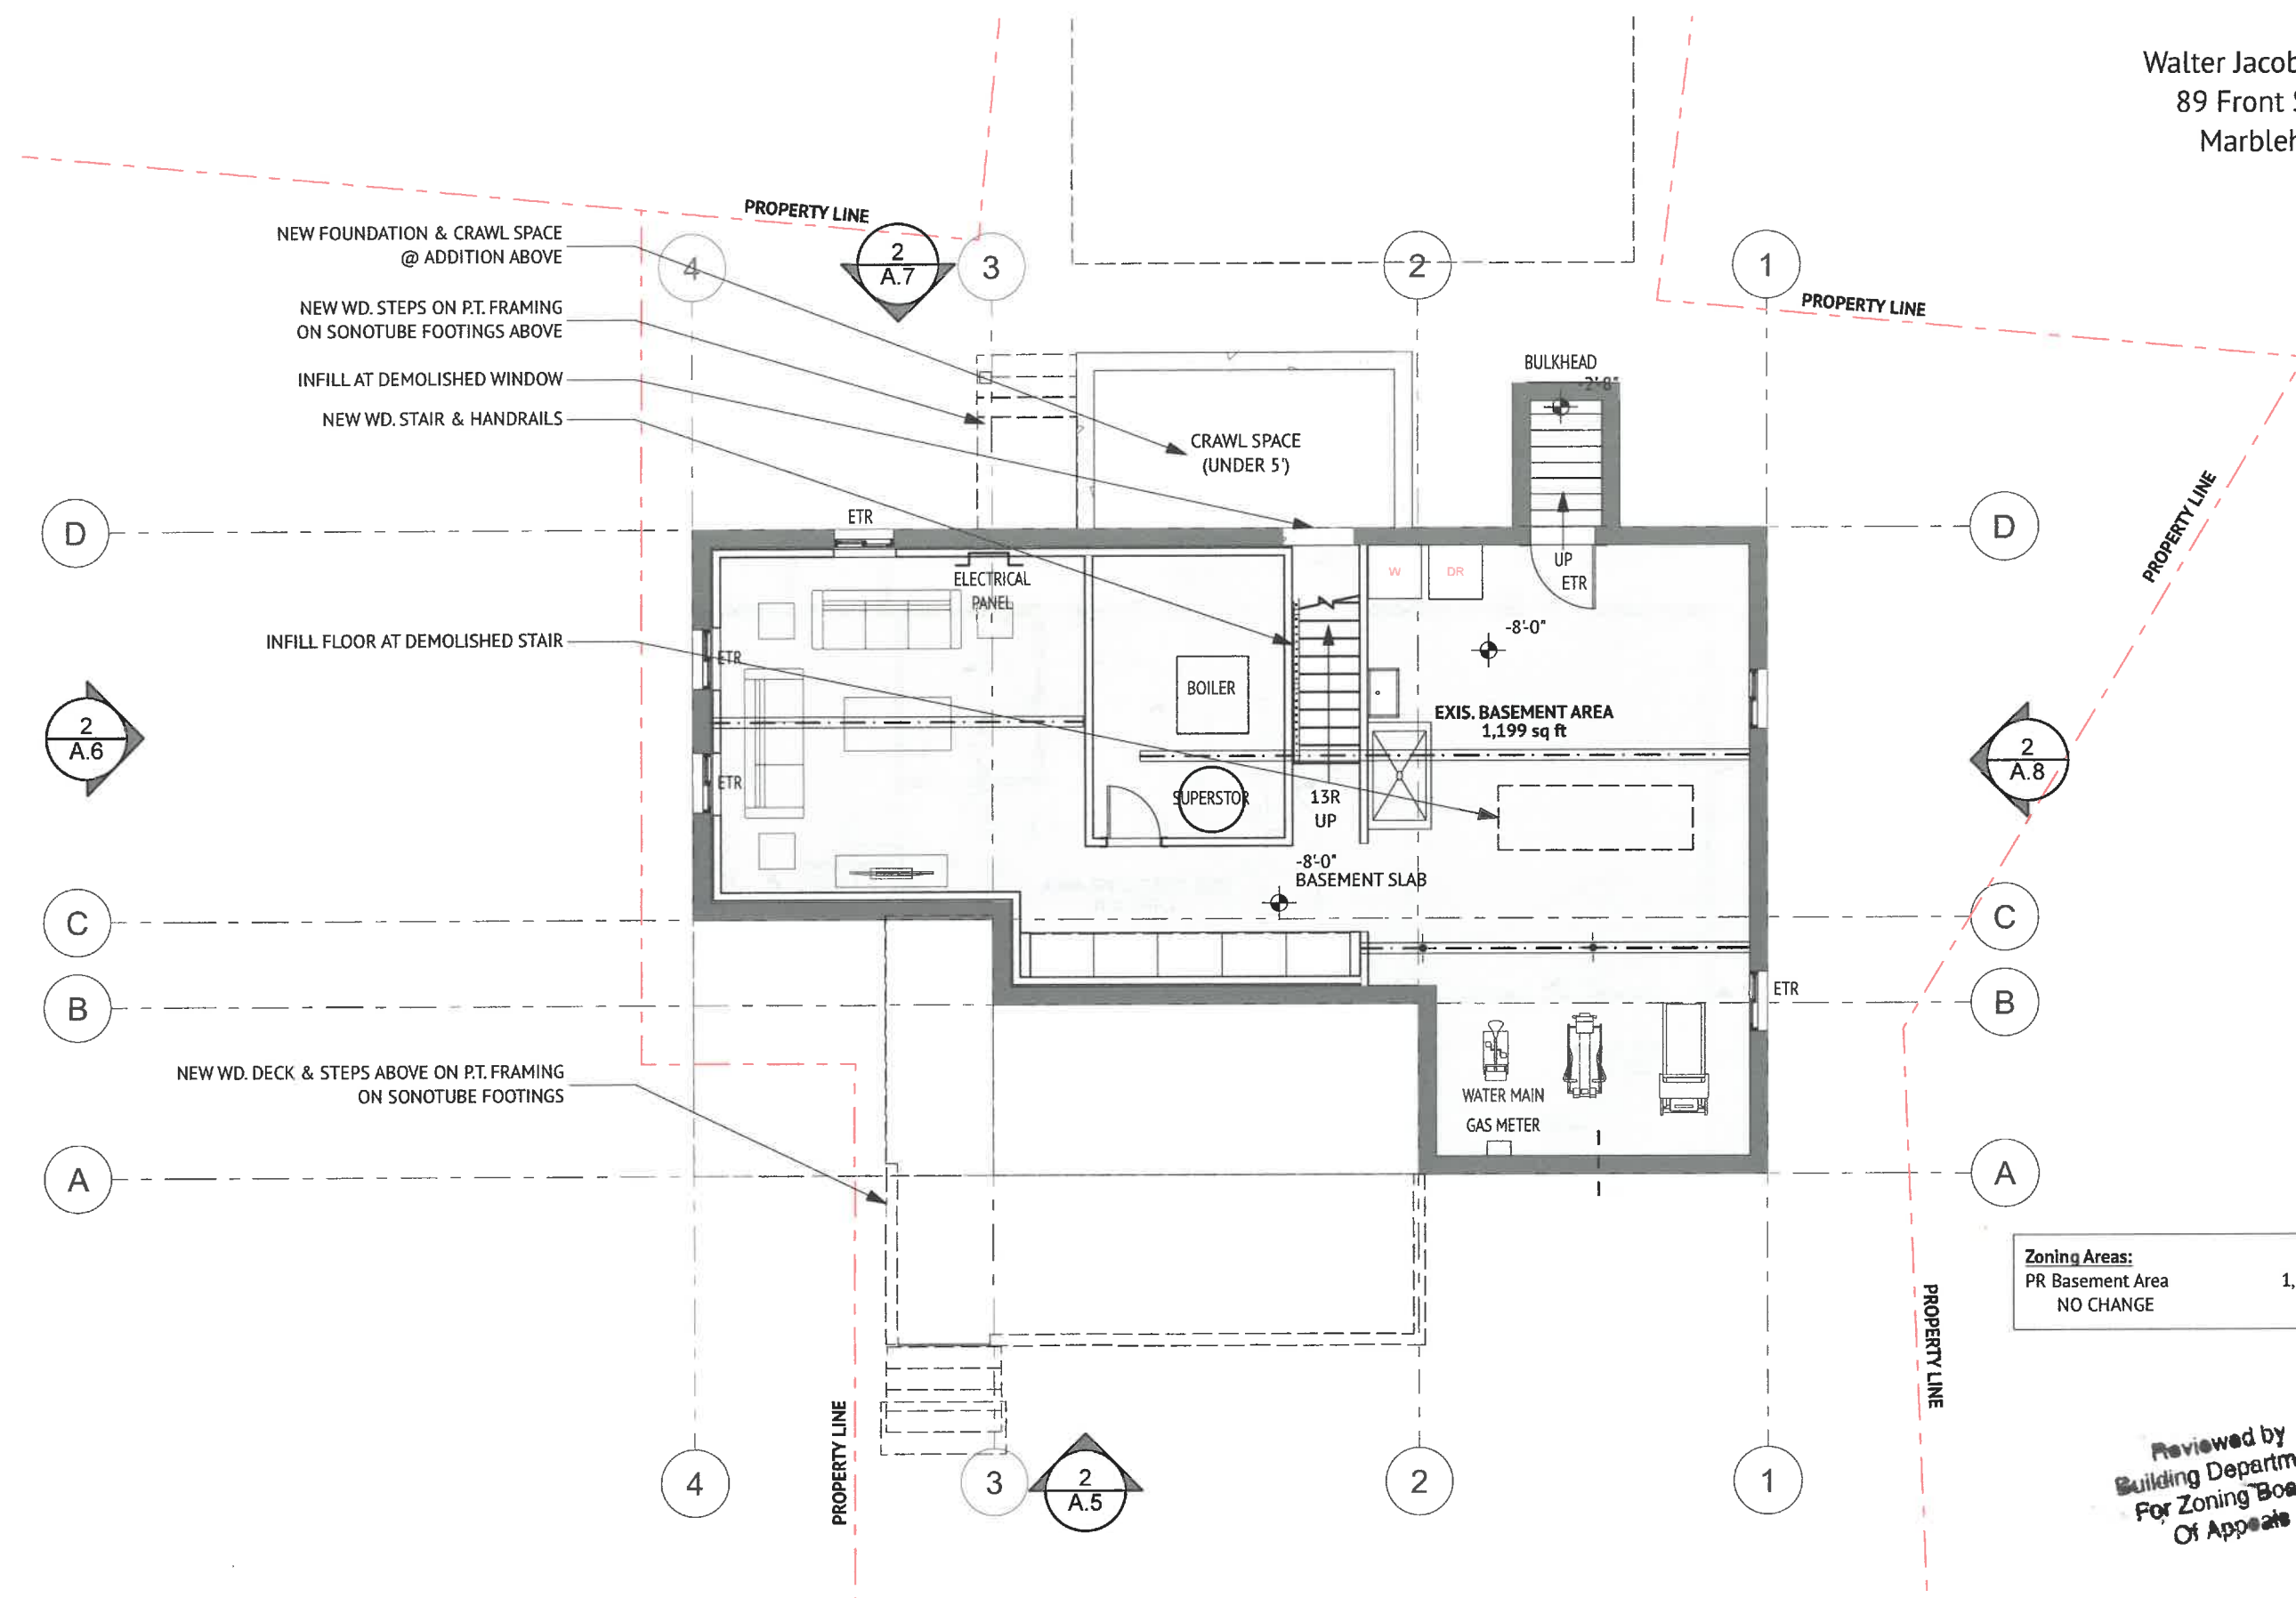 Walter Jacob
89 Front S
Marbleh
PROPERTY LINE
NEW FOUNDATION & CRAWL SPACE
@ ADDITION ABOVE
2
A.7
4
3
2
1
PROPERTY LINE
NEW WD. STEPS ON P.T. FRAMING
ON SONOTUBE FOOTINGS ABOVE
INFILL AT DEMOLISHED WINDOW
NEW WD. STAIR & HANDRAILS
BULKHEAD
-2'-8"
CRAWL SPACE
(UNDER 5')
PROPERTY LINE
D
ETR
D
ELECTRICAL
PANEL
W
DR
UP
ETR
INFILL FLOOR AT DEMOLISHED STAIR
-8'-0"
ETR
BOILER
EXIS. BASEMENT AREA
1,199 sq ft
2
A.6
2
A.8
ETR
SUPERSTOR
13R
UP
-8'-0"
BASEMENT SLAB
C
C
B
ETR
B
NEW WD. DECK & STEPS ABOVE ON P.T. FRAMING
ON SONOTUBE FOOTINGS
WATER MAIN
GAS METER
A
A
Zoning Areas:
PR Basement Area 1,
NO CHANGE
PROPERTY LINE
PROPERTY LINE
4
3
2
A.5
2
1
Reviewed by
Building Departm
For Zoning Boa
Of Appeals